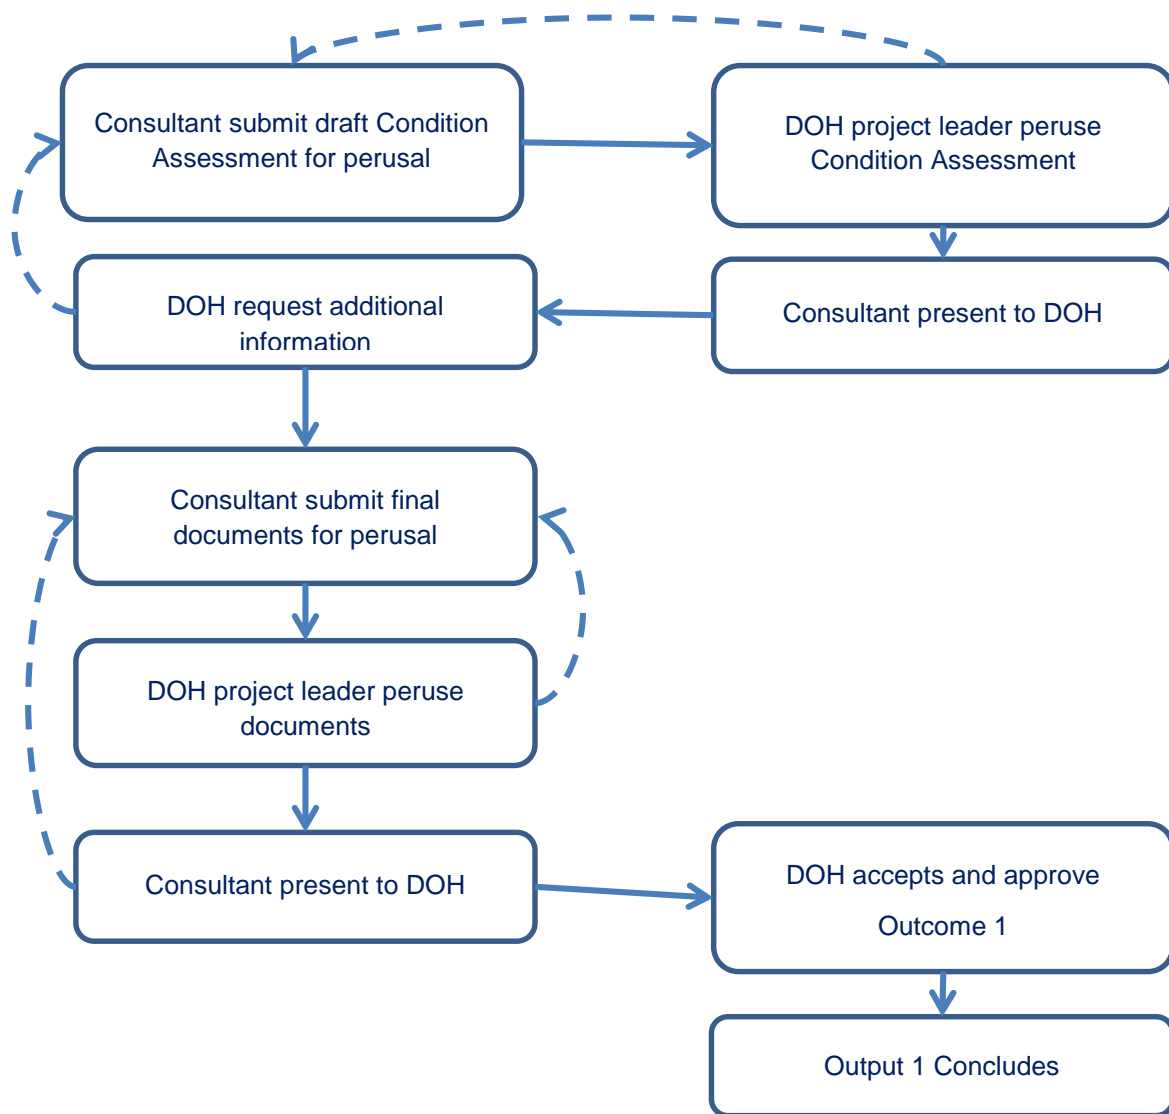 Consultant submit draft Condition
Assessment for perusal
DOH project leader peruse
Condition Assessment
DOH request additional
information
Consultant present to DOH
Consultant submit final
documents for perusal
DOH project leader peruse
documents
Consultant present to DOH
DOH accepts and approve
Outcome 1
Output 1 Concludes